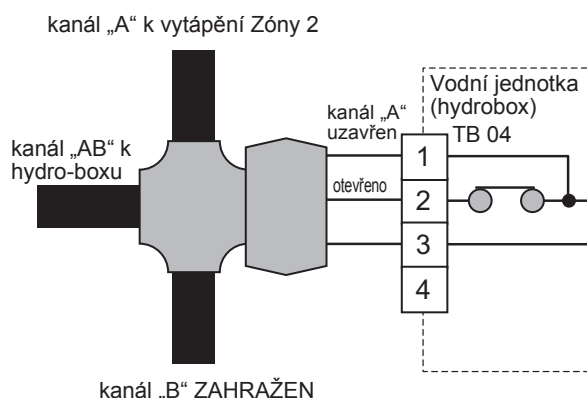 kanál „A“ k vytápění Zóny 2
kanál „AB“ k
hydro-boxu
kanál „A“
uzavřen
otevřeno
Vodní jednotka
(hydrobox)
TB 04
1
2
3
4
kanál „B“ ZAHRAŽEN